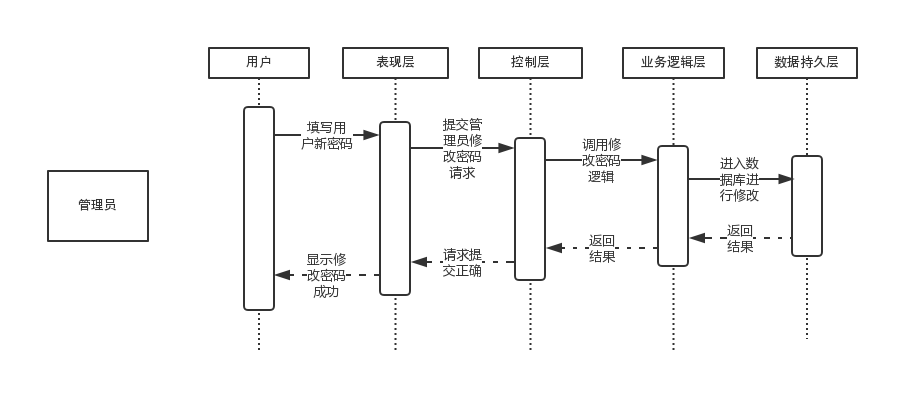 用户
表现层
控制层
业务逻辑层
数据持久层
管理员
填写用
户新密码
提交管
理员修
改密码
请求
调用修
改密码
逻辑
进入数
据库进
行修改
返回
结果
返回
结果
请求提
交正确
显示修
改密码
成功